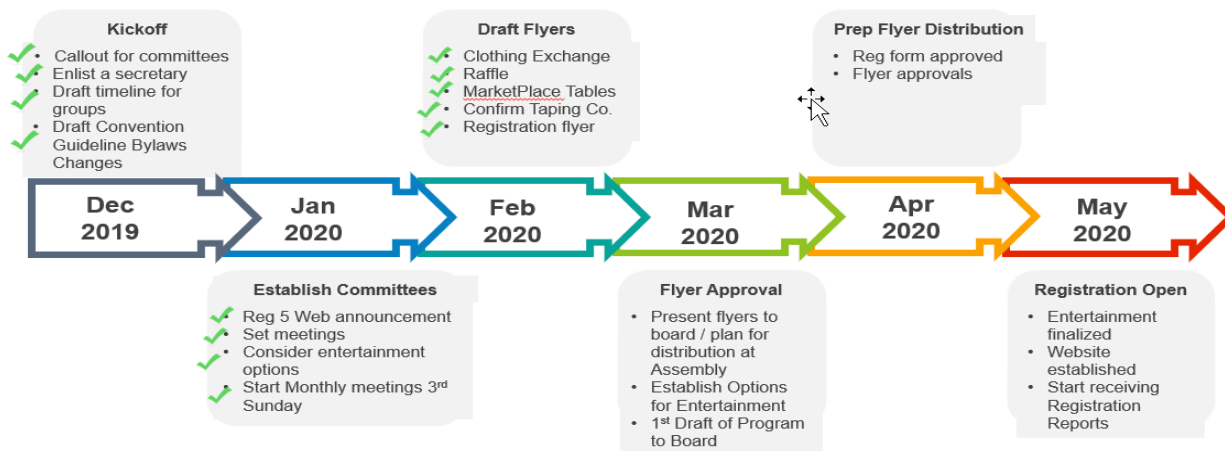 Kickoff
• Callout for committees
• Enlist a secretary
• Draft timeline for
groups
• Draft Convention
Guideline Bylaws
Changes
Draft Flyers
• Clothing Exchange
• Raffle
• MarketPlace Tables
• Confirm Taping Co.
• Registration flyer
Prep Flyer Distribution
• Reg form approved
• Flyer approvals
Dec
2019
Jan
2020
Feb
2020
Mar
2020
Apr
2020
May
2020
Establish Committees
• Reg 5 Web announcement
• Set meetings
• Consider entertainment
options
• Start Monthly meetings 3rd
Sunday
Flyer Approval
• Present flyers to
board / plan for
distribution at
Assembly
• Establish Options
for Entertainment
• 1st Draft of Program
to Board
Registration Open
• Entertainment
finalized
• Website
established
• Start receiving
Registration
Reports